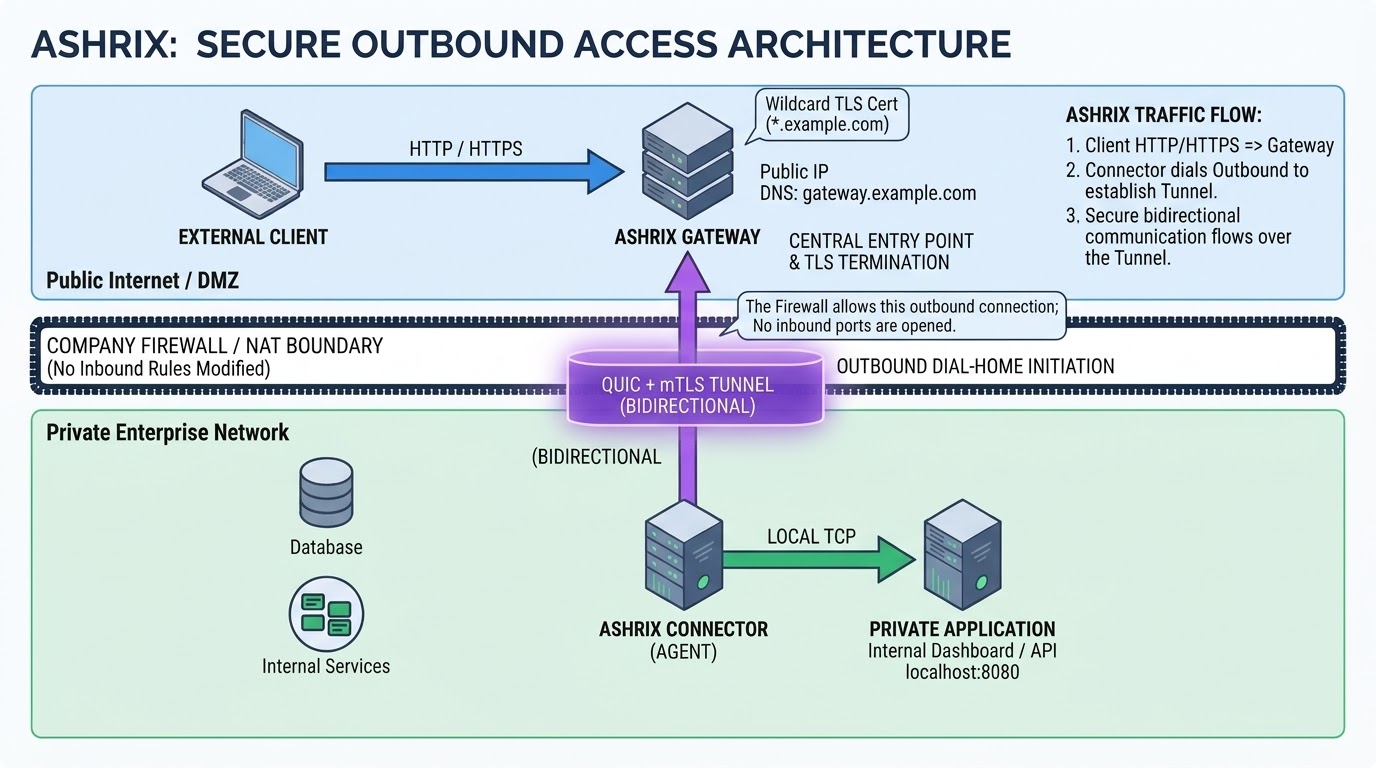 ASHRIX: SECURE OUTBOUND ACCESS ARCHITECTURE
HTTP / HTTPS
EXTERNAL CLIENT
Public Internet / DMZ
Wildcard TLS Cert
(*.example.com)
Public IP
DNS: gateway.example.com
ASHRIX GATEWAY
CENTRAL ENTRY POINT
& TLS TERMINATION
ASHRIX TRAFFIC FLOW:
1. Client HTTP/HTTPS => Gateway
2. Connector dials Outbound to
establish Tunnel.
3. Secure bidirectional
communication flows over
the Tunnel.
The Firewall allows this outbound connection;
No inbound ports are opened.
COMPANY FIREWALL / NAT BOUNDARY
(No Inbound Rules Modified)
OUTBOUND DIAL-HOME INITIATION
QUIC + mTLS TUNNEL
(BIDIRECTIONAL)
Private Enterprise Network
(BIDIRECTIONAL
Database
Internal Services
LOCAL TCP
ASHRIX CONNECTOR
(AGENT)
PRIVATE APPLICATION
Internal Dashboard / API
localhost:8080